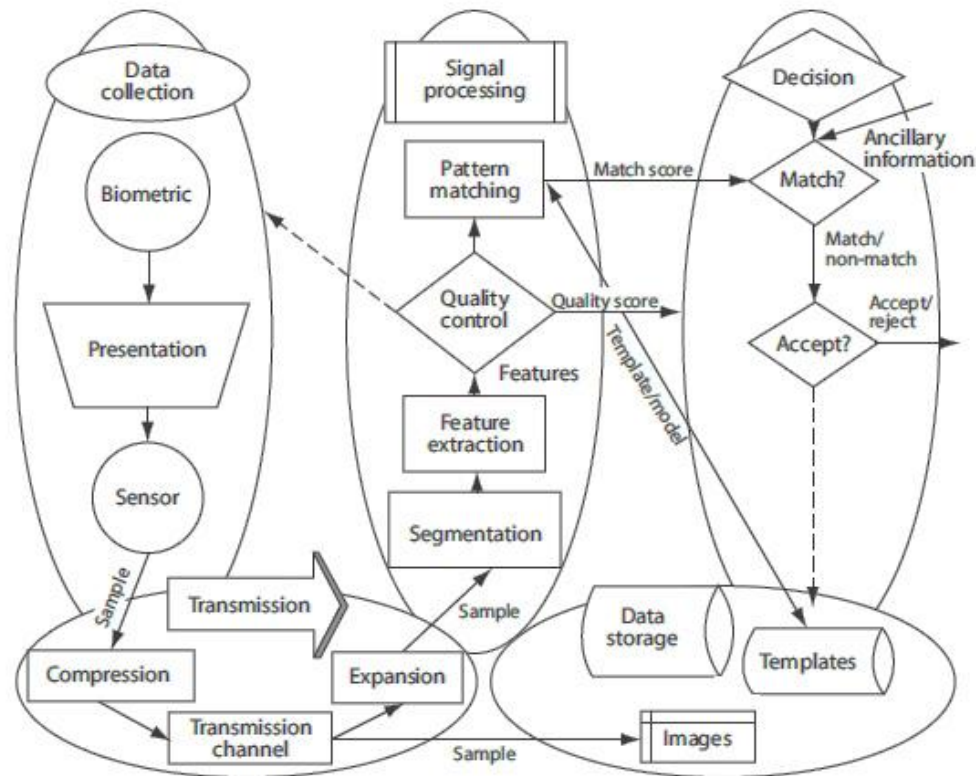 Data
collection
Biometric
Presentation
Sensor
Sample
Compression
Transmission
Transmission
channel
Expansion
Sample
Sample
Signal
processing
Pattern
matching
Quality
control
Features
Feature
extraction
Segmentation
Match score
Quality score
Template/model
Decision
Ancillary
information
Match?
Match/
non-match
Accept/
reject
Accept?
Data
storage
Templates
Images